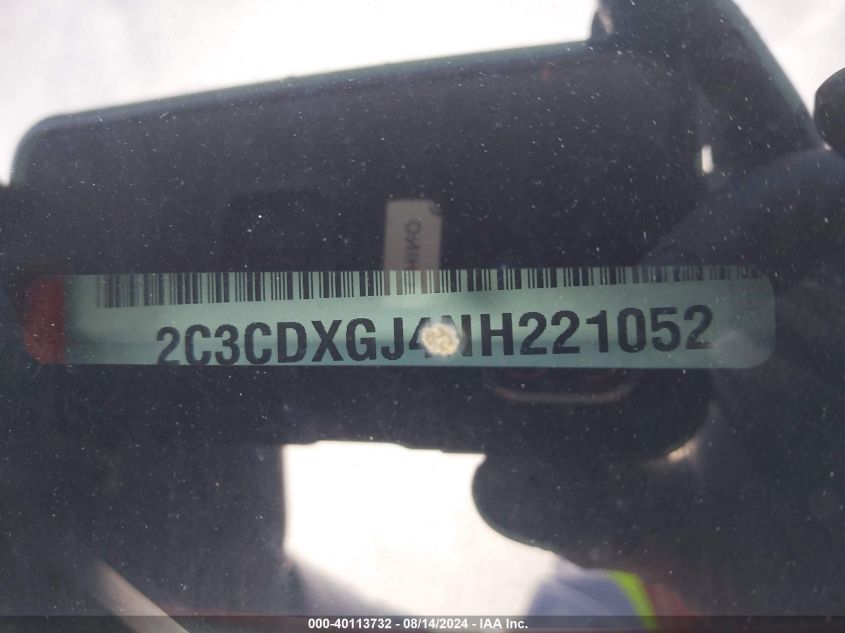 2C3CDXGJ4NH221052
000-40113732 - 08/14/2024 - IAA Inc.